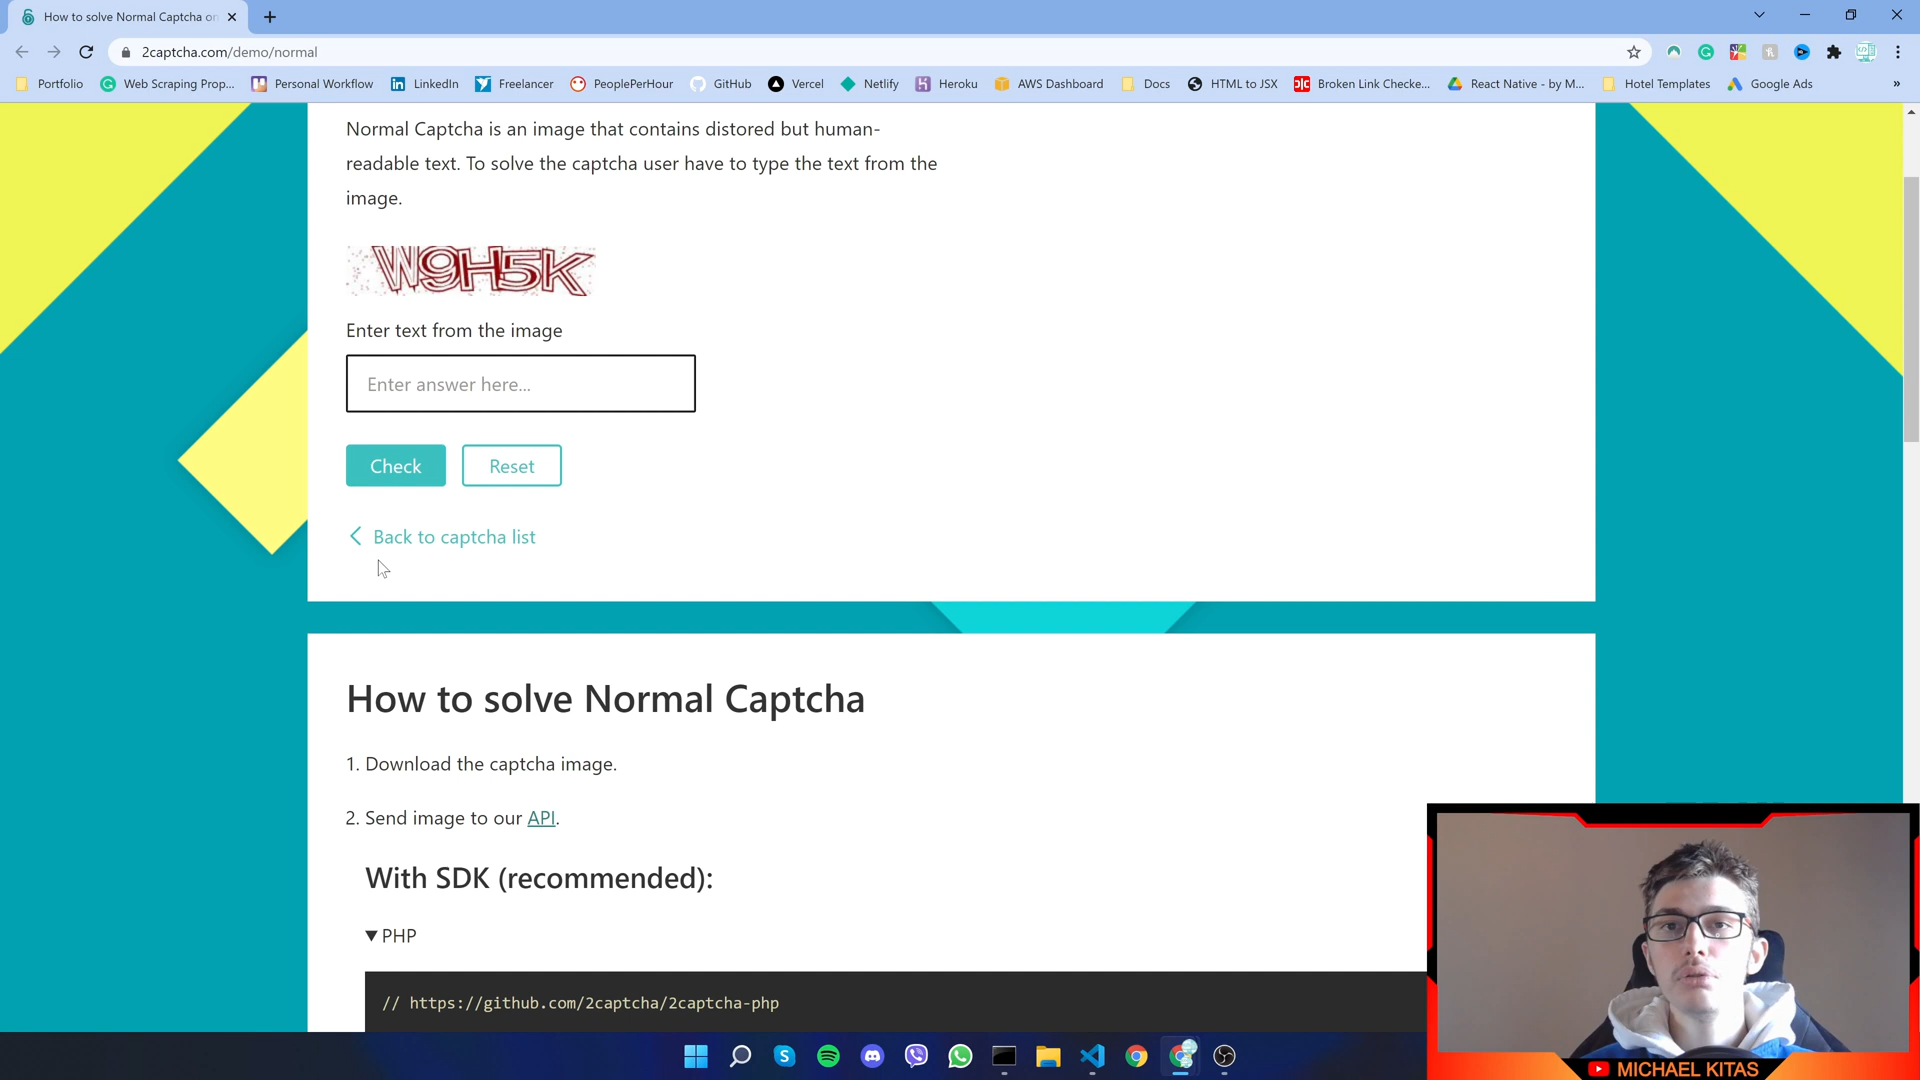 How to solve Normal Captcha on
2captcha.com/demo/normal
Portfolio
Web Scraping Prop...
Personal Workflow
LinkedIn
Freelancer
PeoplePerHour
GitHub
Vercel
Netlify
Heroku
AWS Dashboard
Docs
HTML to JSX
Broken Link Checke...
React Native - by M...
Hotel Templates
Google Ads
»
Normal Captcha is an image that contains distored but human-
readable text. To solve the captcha user have to type the text from the
image.
W9H5K
Enter text from the image
Enter answer here...
Check
Reset
Back to captcha list
How to solve Normal Captcha
1. Download the captcha image.
2. Send image to our API.
With SDK (recommended):
PHP
// https://github.com/2captcha/2captcha-php
MICHAEL KITAS